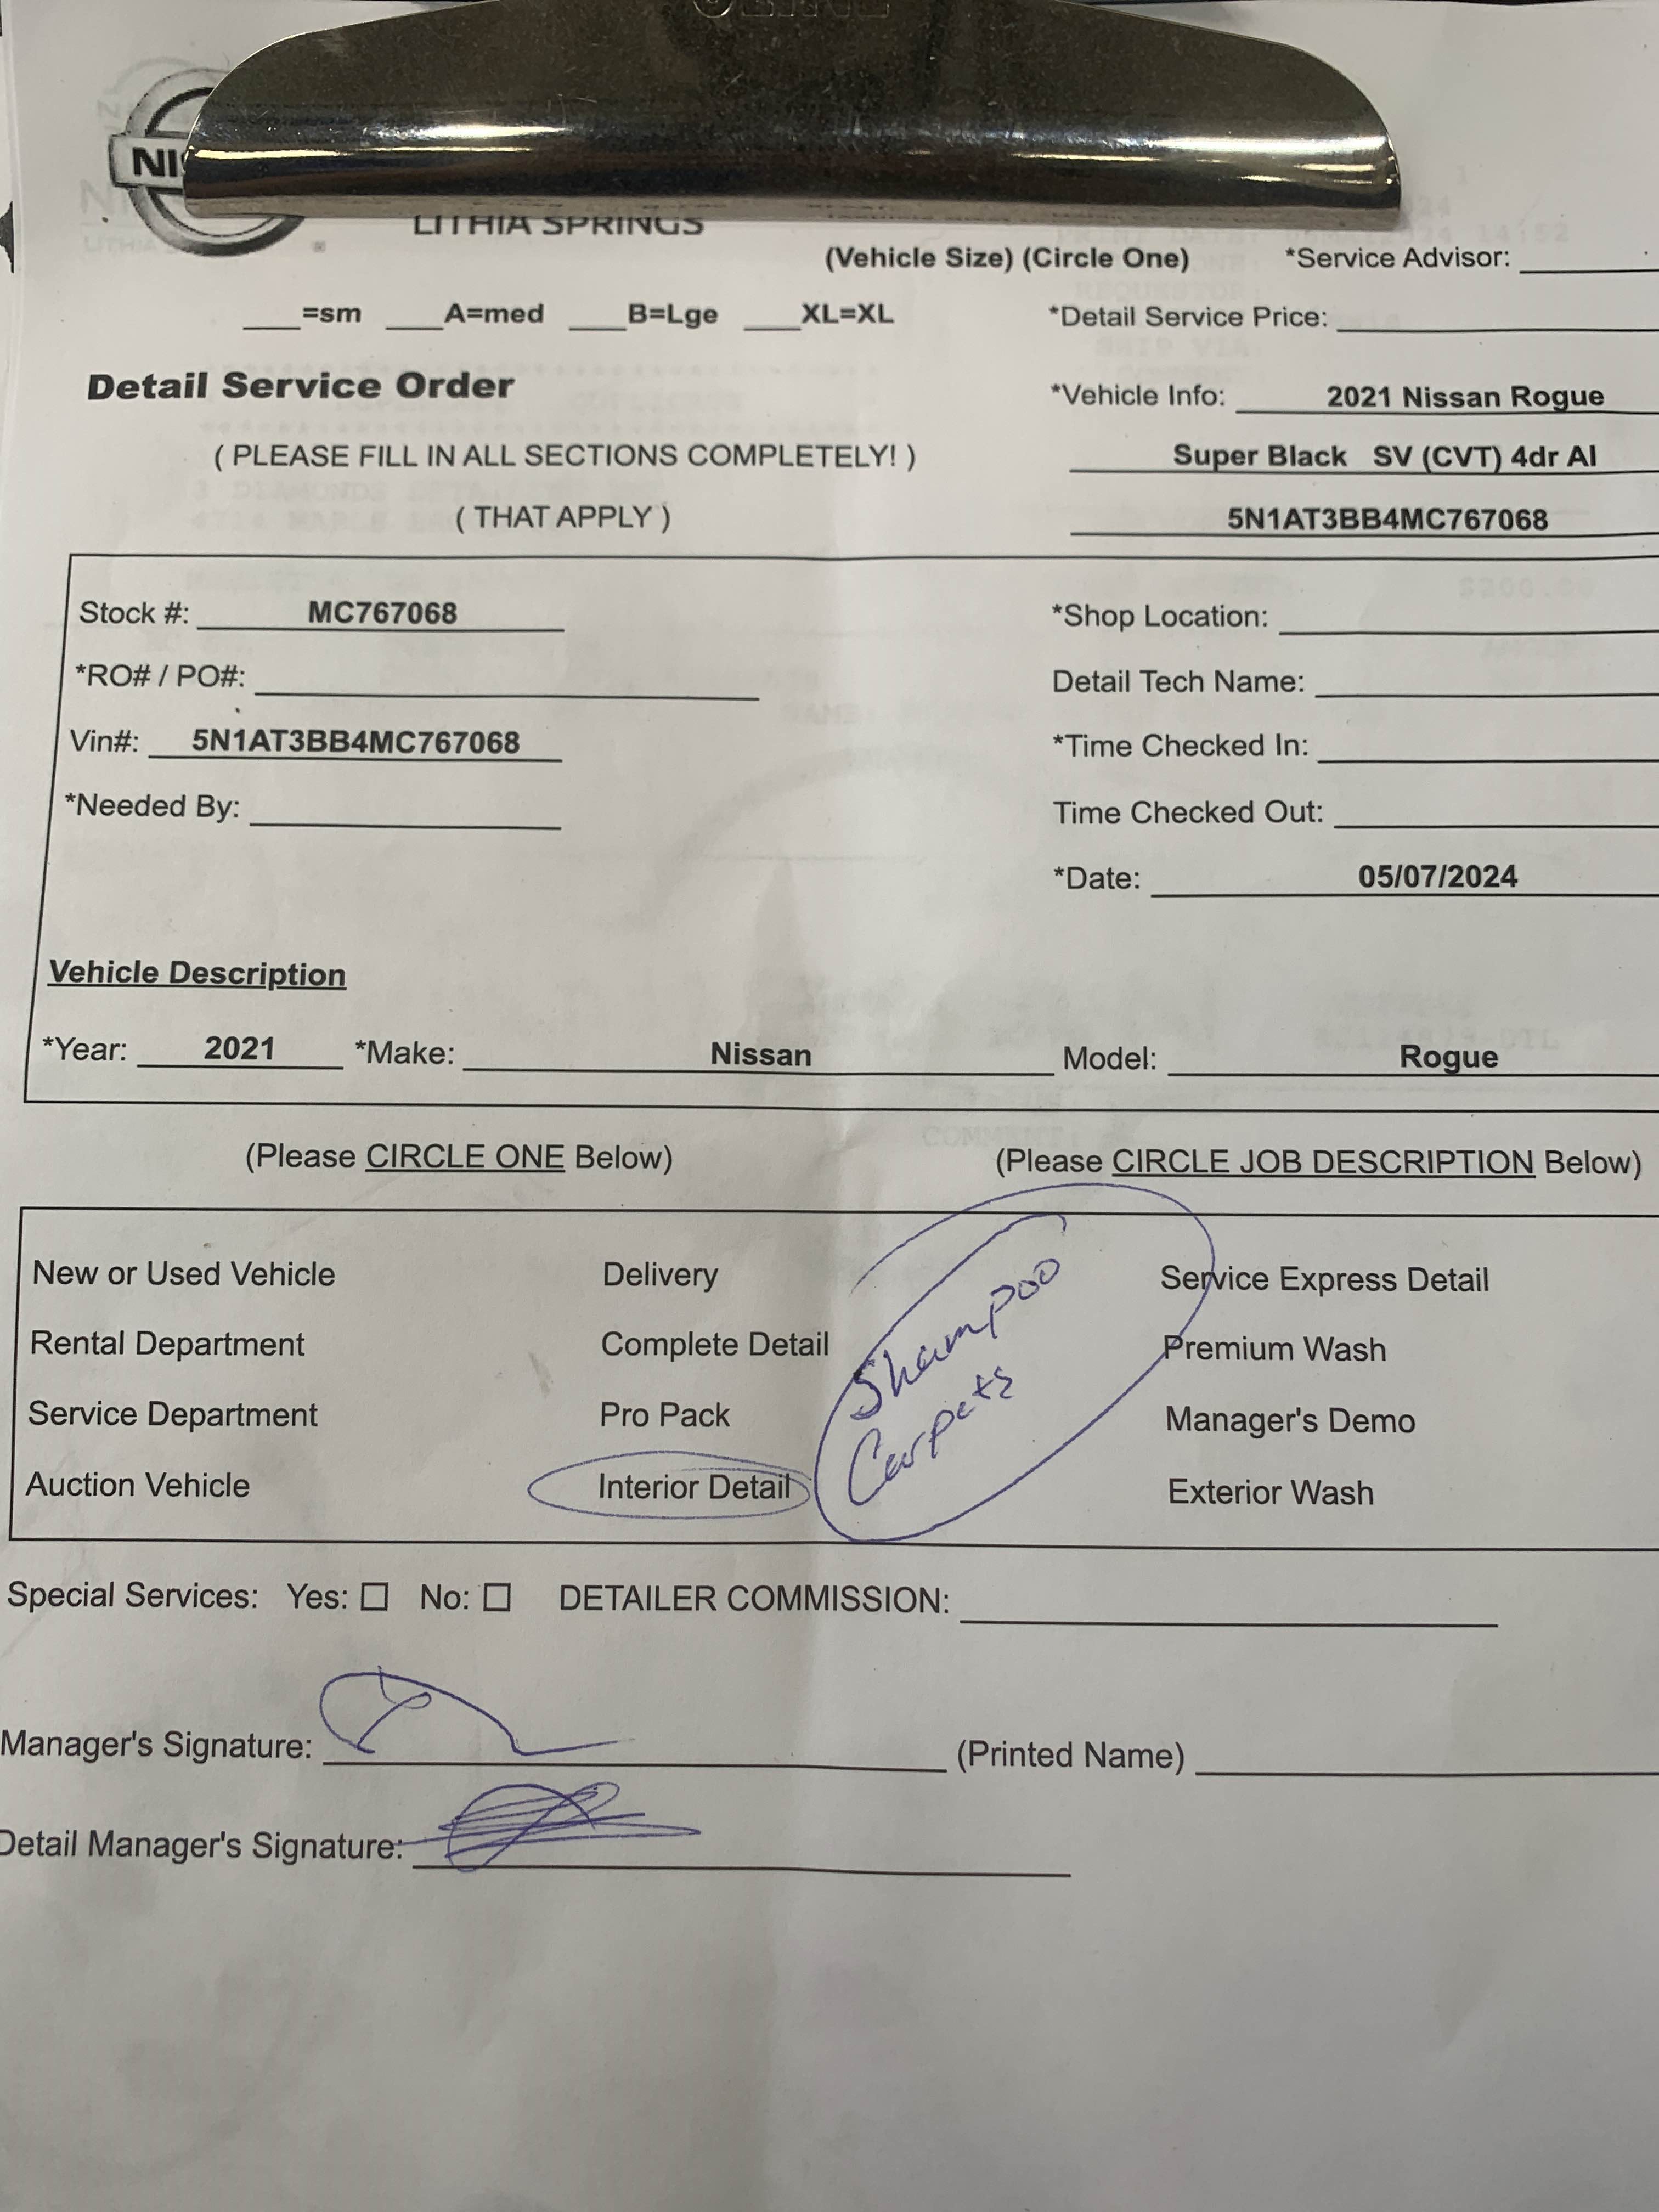 NI
LITHIA SPRINGS
(Vehicle Size) (Circle One) *Service Advisor:
___=sm ___A=med ___B=Lge ___XL=XL *Detail Service Price:
Detail Service Order
*Vehicle Info: 2021 Nissan Rogue
( PLEASE FILL IN ALL SECTIONS COMPLETELY! ) Super Black SV (CVT) 4dr Al
( THAT APPLY ) 5N1AT3BB4MC767068
Stock #: MC767068 *Shop Location:
*RO# / PO#: Detail Tech Name:
Vin#: 5N1AT3BB4MC767068 *Time Checked In:
*Needed By: Time Checked Out:
*Date: 05/07/2024
Vehicle Description
*Year: 2021 *Make: Nissan Model: Rogue
(Please CIRCLE ONE Below) (Please CIRCLE JOB DESCRIPTION Below)
New or Used Vehicle Delivery Service Express Detail
Rental Department Complete Detail Premium Wash
Service Department Pro Pack Manager's Demo
Auction Vehicle Interior Detail Exterior Wash
Shampoo
Carpets
Special Services: Yes: ☐ No: ☐ DETAILER COMMISSION:
Manager's Signature: (Printed Name)
Detail Manager's Signature: